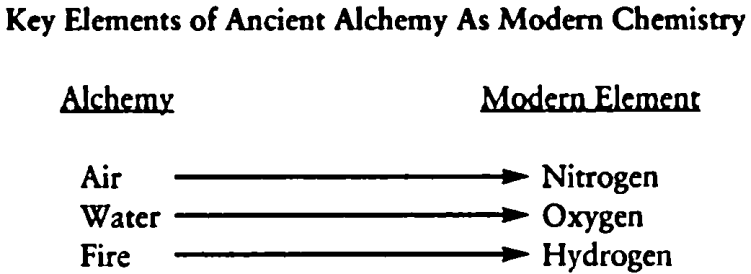 Key Elements of Ancient Alchemy As Modern Chemistry
Alchemy Modern Element
Air Nitrogen
Water Oxygen
Fire Hydrogen